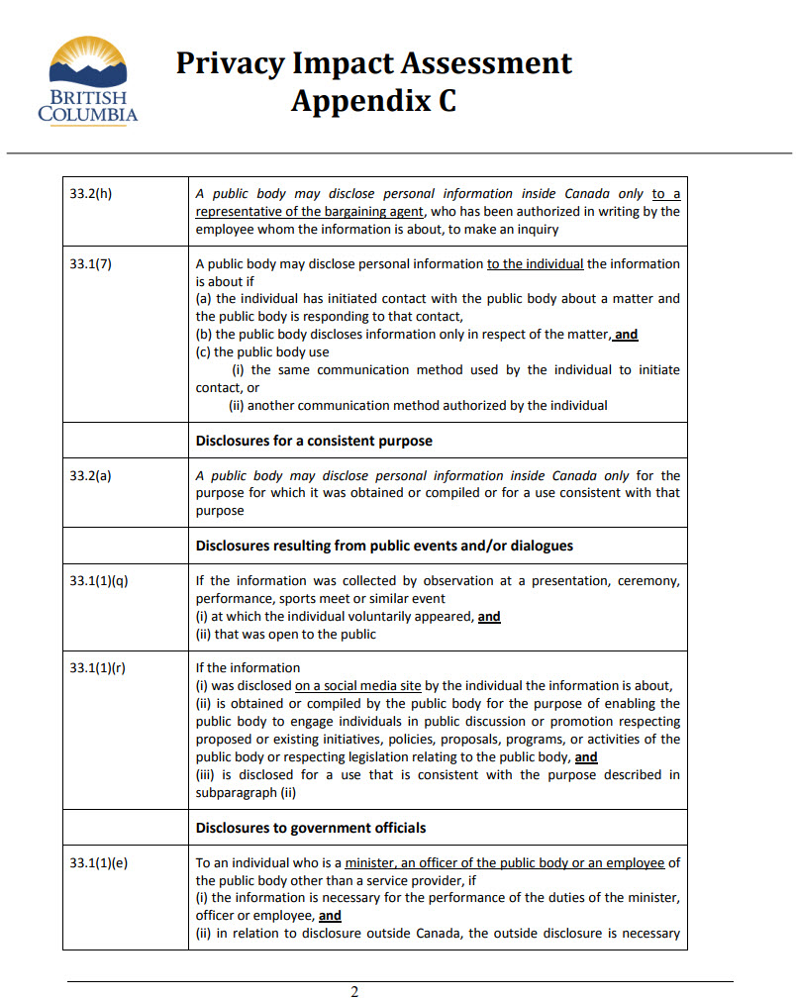 Privacy Impact Assessment
Appendix C
BRITISH
COLUMBIA
33.2(h)
A public body may disclose personal information inside Canada only to a
representative of the bargaining agent, who has been authorized in writing by the
employee whom the information is about, to make an inquiry
33.1(7)
A public body may disclose personal information to the individual the information
is about if
(a) the individual has initiated contact with the public body about a matter and
the public body is responding to that contact,
(b) the public body discloses information only in respect of the matter, and
(c) the public body use
(i) the same communication method used by the individual to initiate
contact, or
(ii) another communication method authorized by the individual
Disclosures for a consistent purpose
33.2(a)
A public body may disclose personal information inside Canada only for the
purpose for which it was obtained or compiled or for a use consistent with that
purpose
Disclosures resulting from public events and/or dialogues
33.1(1)(q)
If the information was collected by observation at a presentation, ceremony,
performance, sports meet or similar event
(i) at which the individual voluntarily appeared, and
(ii) that was open to the public
33.1(1)(r)
If the information
(i) was disclosed on a social media site by the individual the information is about,
(ii) is obtained or compiled by the public body for the purpose of enabling the
public body to engage individuals in public discussion or promotion respecting
proposed or existing initiatives, policies, proposals, programs, or activities of the
public body or respecting legislation relating to the public body, and
(iii) is disclosed for a use that is consistent with the purpose described in
subparagraph (ii)
Disclosures to government officials
33.1(1)(e)
To an individual who is a minister, an officer of the public body or an employee of
the public body other than a service provider, if
(i) the information is necessary for the performance of the duties of the minister,
officer or employee, and
(ii) in relation to disclosure outside Canada, the outside disclosure is necessary
2